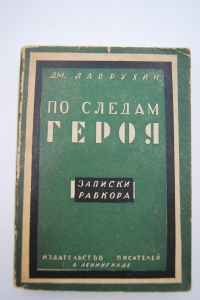 ДМ. ЛАВРУХИН
ПО СЛЕДАМ
ГЕРОЯ
ЗАПИСКИ
РАБКОРА
ИЗДАТЕЛЬСТВО ПИСАТЕЛЕЙ
В ЛЕНИНГРАДЕ